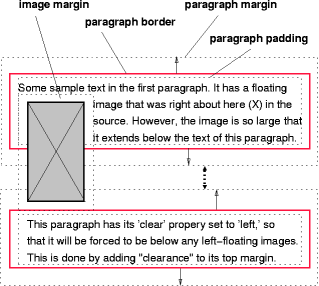 image margin
paragraph margin
paragraph border
paragraph padding
Some sample text in the first paragraph. It has a floating
image that was right about here (X) in the
source. However, the image is so large that
it extends below the text of this paragraph.
This paragraph has its 'clear' propery set to 'left,' so
that it will be forced to be below any left-floating images.
This is done by adding "clearance" to its top margin.